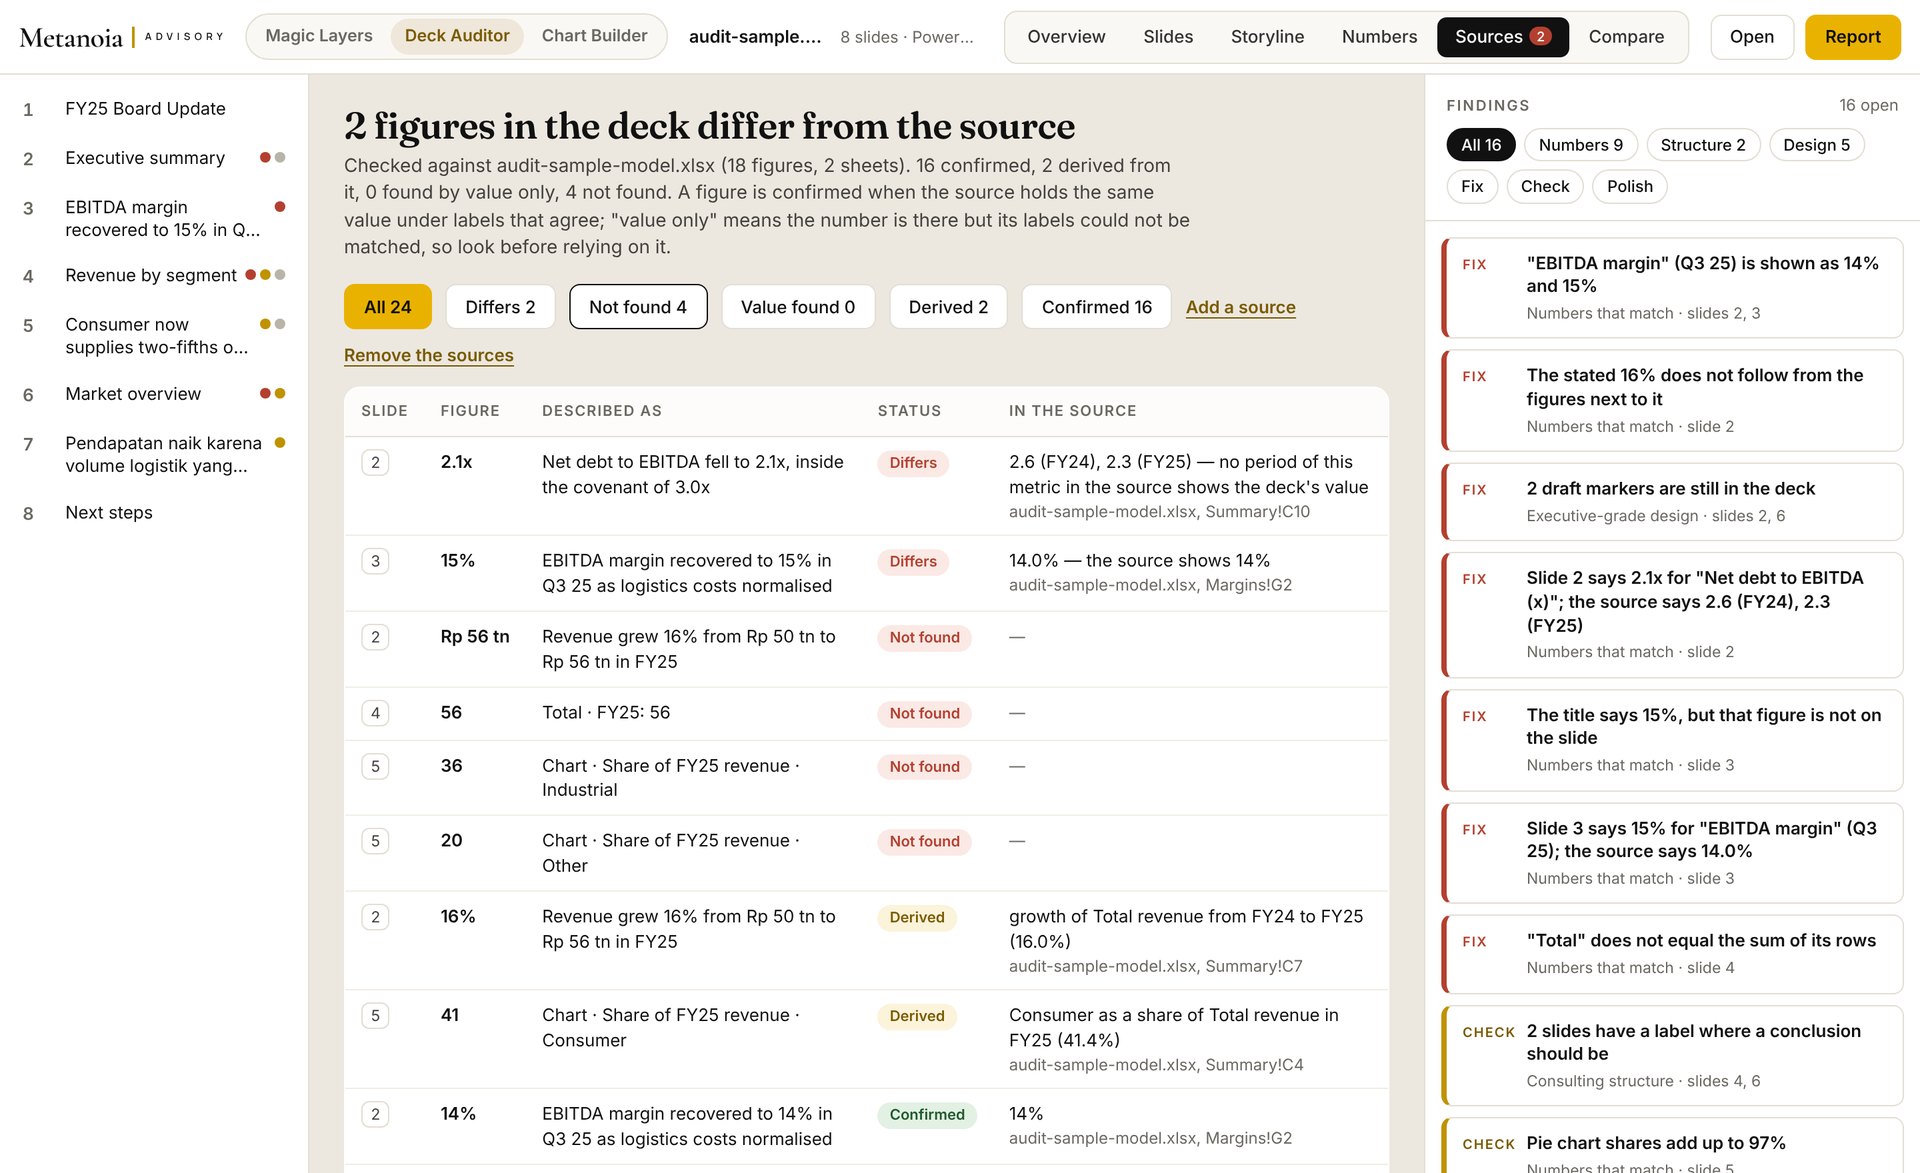 Metanoia ADVISORY
Magic Layers
Deck Auditor
Chart Builder
audit-sample....
8 slides · Power...
Overview
Slides
Storyline
Numbers
Sources 2
Compare
Open
Report
1 FY25 Board Update
2 Executive summary
3 EBITDA margin
recovered to 15% in Q...
4 Revenue by segment
5 Consumer now
supplies two-fifths o...
6 Market overview
7 Pendapatan naik karena
volume logistik yang...
8 Next steps
2 figures in the deck differ from the source
Checked against audit-sample-model.xlsx (18 figures, 2 sheets). 16 confirmed, 2 derived from
it, 0 found by value only, 4 not found. A figure is confirmed when the source holds the same
value under labels that agree; "value only" means the number is there but its labels could not be
matched, so look before relying on it.
All 24
Differs 2
Not found 4
Value found 0
Derived 2
Confirmed 16
Add a source
Remove the sources
SLIDE FIGURE DESCRIBED AS STATUS IN THE SOURCE
2 2.1x Net debt to EBITDA fell to 2.1x, inside Differs 2.6 (FY24), 2.3 (FY25) — no period of this
the covenant of 3.0x metric in the source shows the deck's value
audit-sample-model.xlsx, Summary!C10
3 15% EBITDA margin recovered to 15% in Differs 14.0% — the source shows 14%
Q3 25 as logistics costs normalised audit-sample-model.xlsx, Margins!G2
2 Rp 56 tn Revenue grew 16% from Rp 50 tn to Not found —
Rp 56 tn in FY25
4 56 Total · FY25: 56 Not found —
5 36 Chart · Share of FY25 revenue · Not found —
Industrial
5 20 Chart · Share of FY25 revenue · Not found —
Other
2 16% Revenue grew 16% from Rp 50 tn to Derived growth of Total revenue from FY24 to FY25
Rp 56 tn in FY25 (16.0%)
audit-sample-model.xlsx, Summary!C7
5 41 Chart · Share of FY25 revenue · Derived Consumer as a share of Total revenue in
Consumer FY25 (41.4%)
audit-sample-model.xlsx, Summary!C4
2 14% EBITDA margin recovered to 14% in Confirmed 14%
Q3 25 as logistics costs normalised audit-sample-model.xlsx, Margins!G2
FINDINGS 16 open
All 16
Numbers 9
Structure 2
Design 5
Fix
Check
Polish
FIX "EBITDA margin" (Q3 25) is shown as 14%
and 15%
Numbers that match · slides 2, 3
FIX The stated 16% does not follow from the
figures next to it
Numbers that match · slide 2
FIX 2 draft markers are still in the deck
Executive-grade design · slides 2, 6
FIX Slide 2 says 2.1x for "Net debt to EBITDA
(x)"; the source says 2.6 (FY24), 2.3
(FY25)
Numbers that match · slide 2
FIX The title says 15%, but that figure is not on
the slide
Numbers that match · slide 3
FIX Slide 3 says 15% for "EBITDA margin" (Q3
25); the source says 14.0%
Numbers that match · slide 3
FIX "Total" does not equal the sum of its rows
Numbers that match · slide 4
CHECK 2 slides have a label where a conclusion
should be
Consulting structure · slides 4, 6
CHECK Pie chart shares add up to 97%
Numbers that match · slide 5